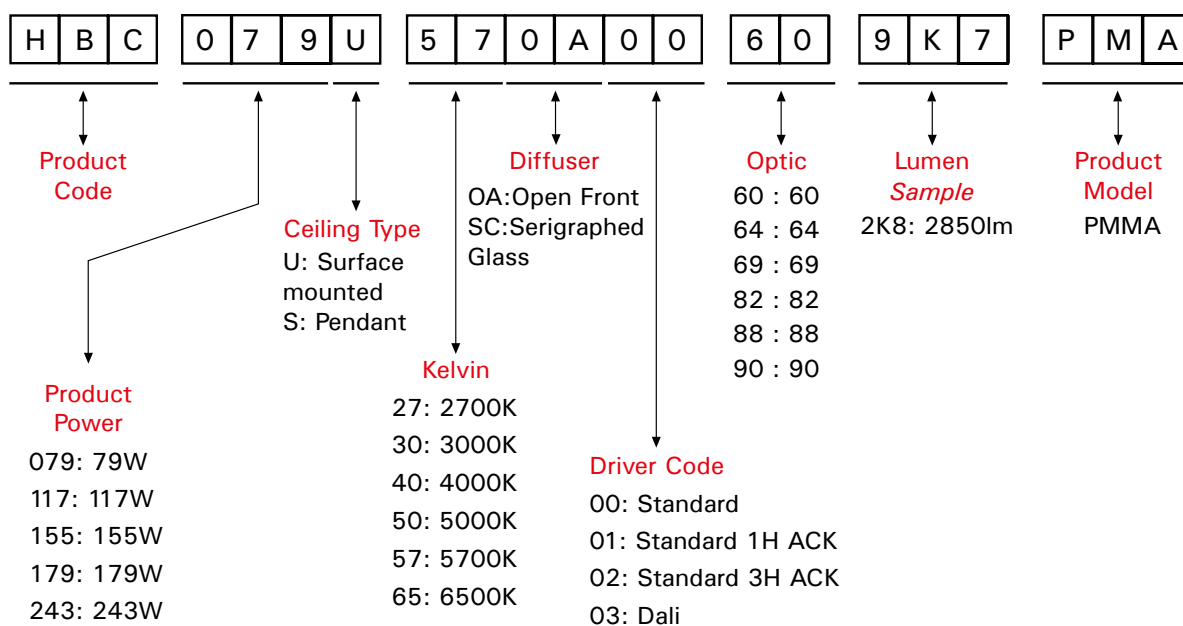 H B C 0 7 9 U 5 7 0 A 0 0 6 0 9 K 7 P M A
Product
Code
Ceiling Type
U: Surface
mounted
S: Pendant
Diffuser
OA:Open Front
SC:Serigraphed
Glass
Optic
60 : 60
64 : 64
69 : 69
82 : 82
88 : 88
90 : 90
Lumen
Sample
2K8: 2850lm
Product
Model
PMMA
Product
Power
079: 79W
117: 117W
155: 155W
179: 179W
243: 243W
Kelvin
27: 2700K
30: 3000K
40: 4000K
50: 5000K
57: 5700K
65: 6500K
Driver Code
00: Standard
01: Standard 1H ACK
02: Standard 3H ACK
03: Dali